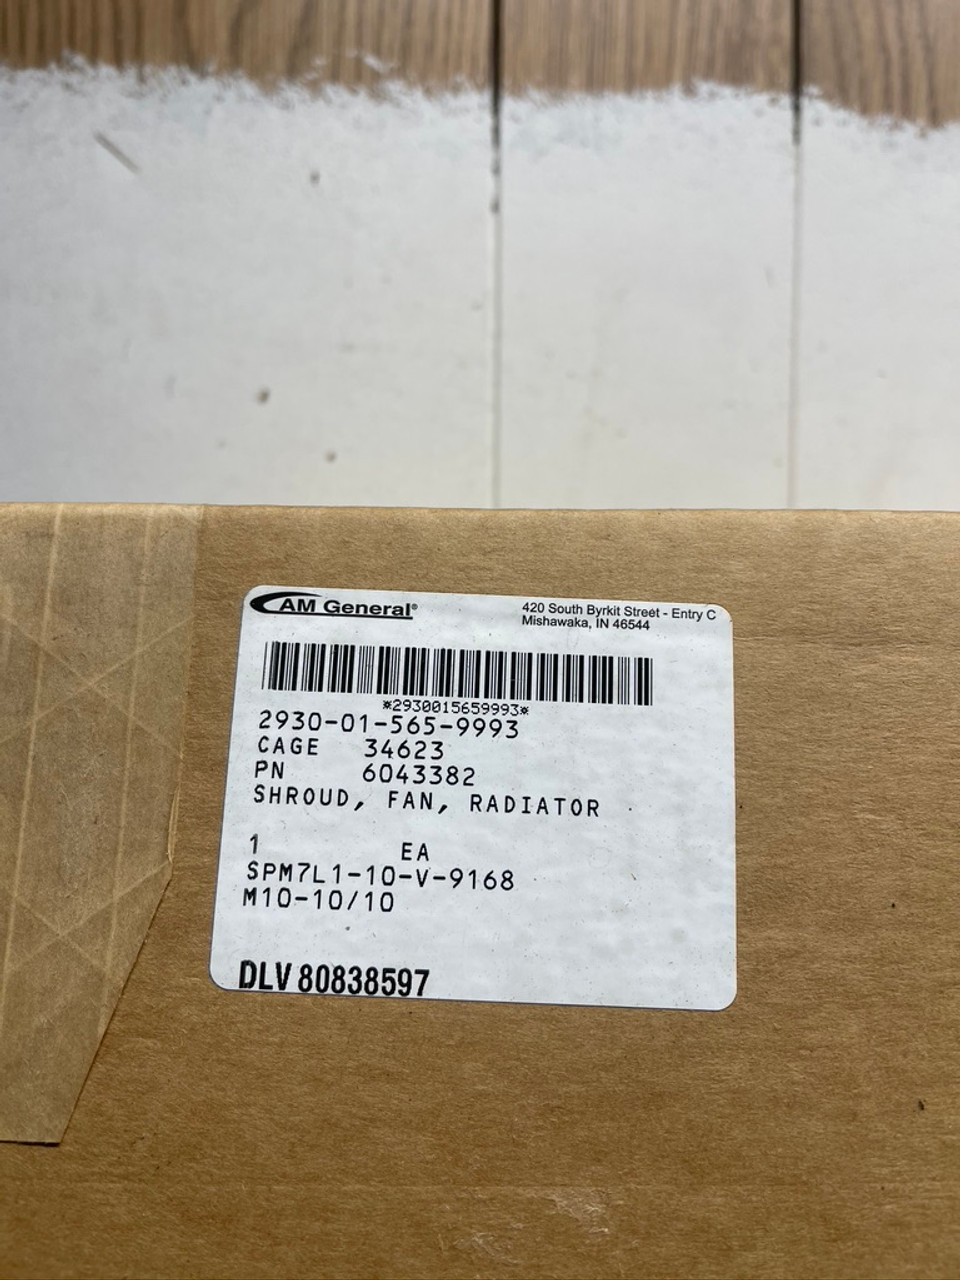 AM General®
420 South Byrkit Street - Entry C
Mishawaka, IN 46544
*2930015659993*
2930-01-565-9993
CAGE 34623
PN 6043382
SHROUD, FAN, RADIATOR
1 EA
SPM7L1-10-V-9168
M10-10/10
DLV 80838597